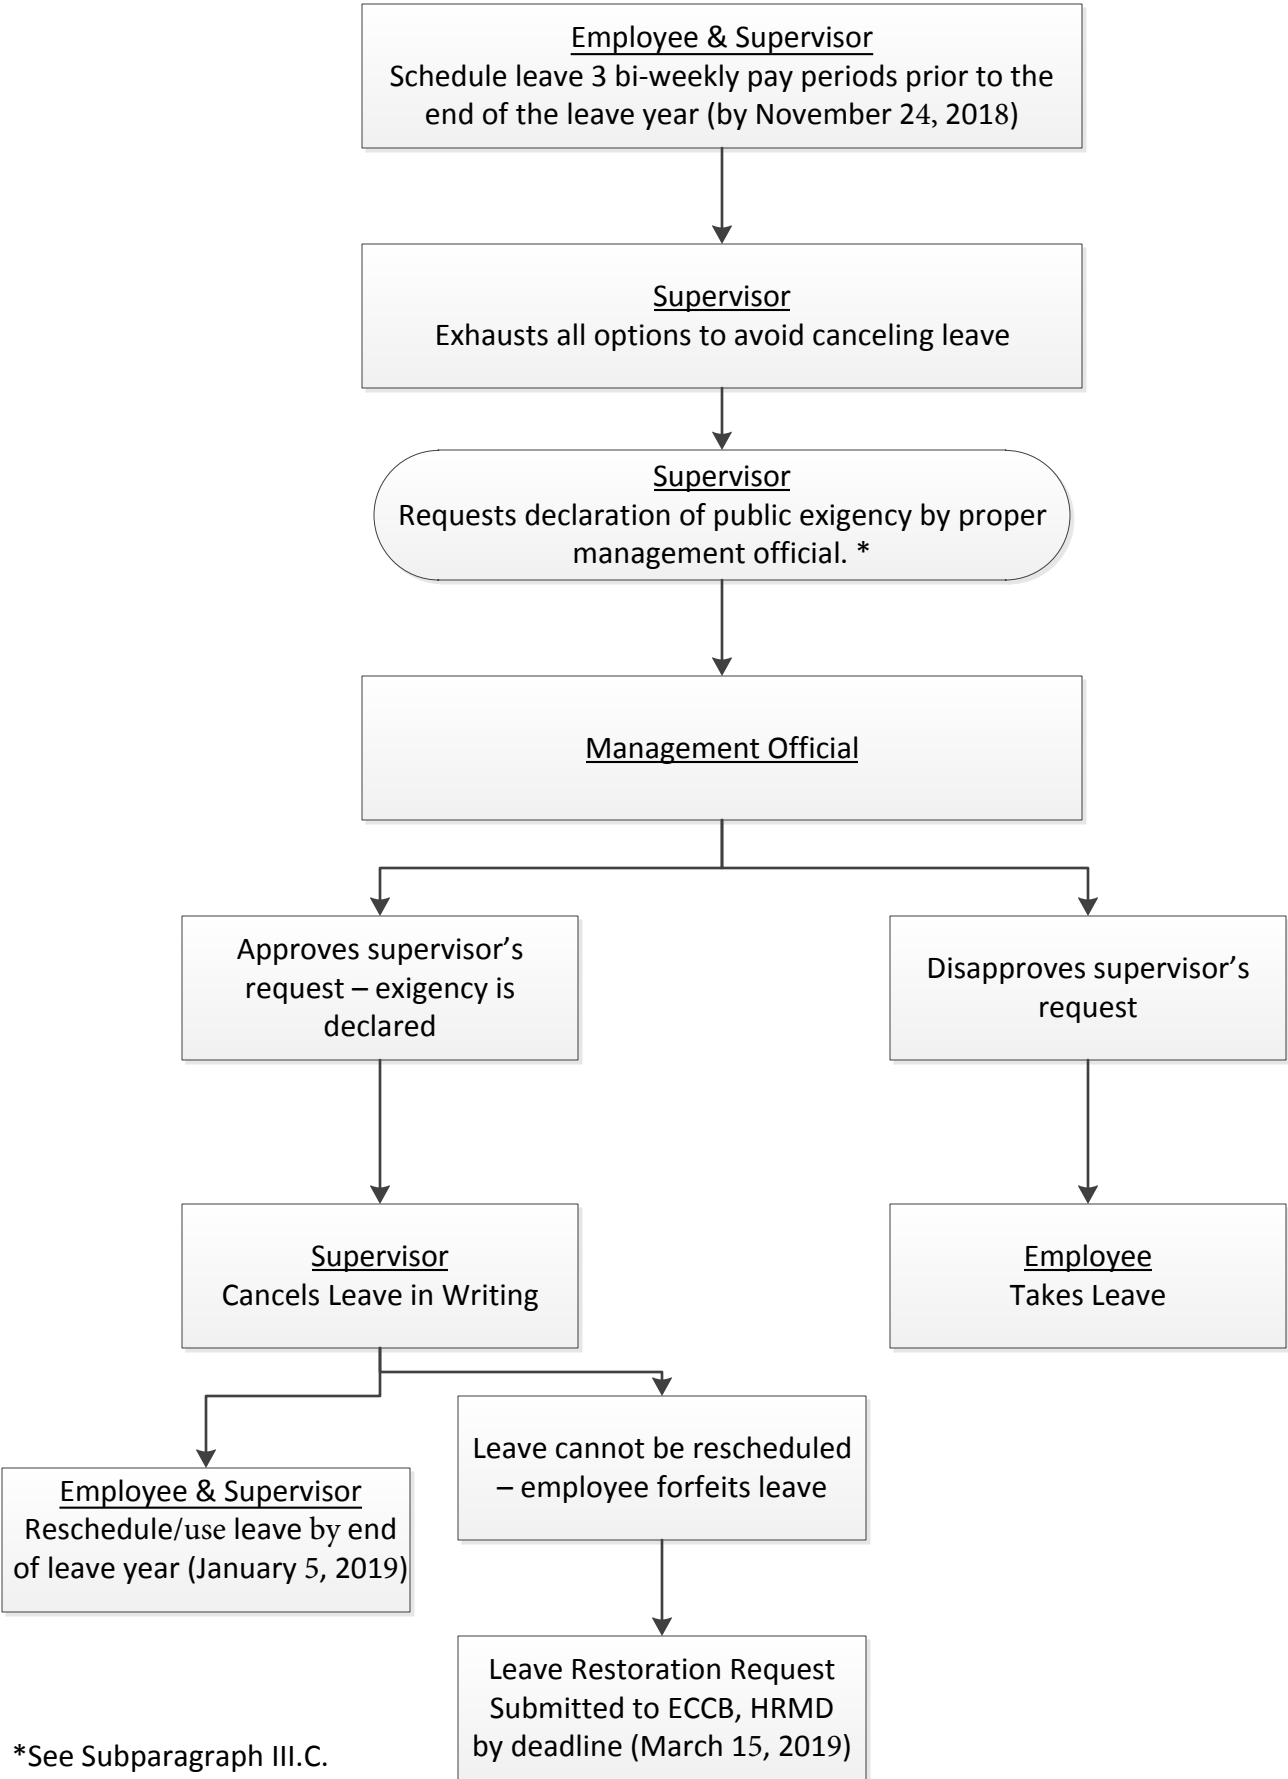 Employee & Supervisor
Schedule leave 3 bi-weekly pay periods prior to the
end of the leave year (by November 24, 2018)
Supervisor
Exhausts all options to avoid canceling leave
Supervisor
Requests declaration of public exigency by proper
management official. *
Management Official
Approves supervisor’s
request – exigency is
declared
Disapproves supervisor’s
request
Supervisor
Cancels Leave in Writing
Employee
Takes Leave
Employee & Supervisor
Reschedule/use leave by end
of leave year (January 5, 2019)
Leave cannot be rescheduled
– employee forfeits leave
Leave Restoration Request
Submitted to ECCB, HRMD
by deadline (March 15, 2019)
*See Subparagraph III.C.